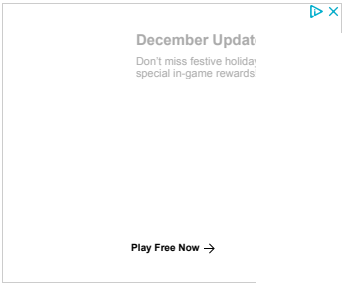 December Updat
Don't miss festive holiday
special in-game rewards
Play Free Now